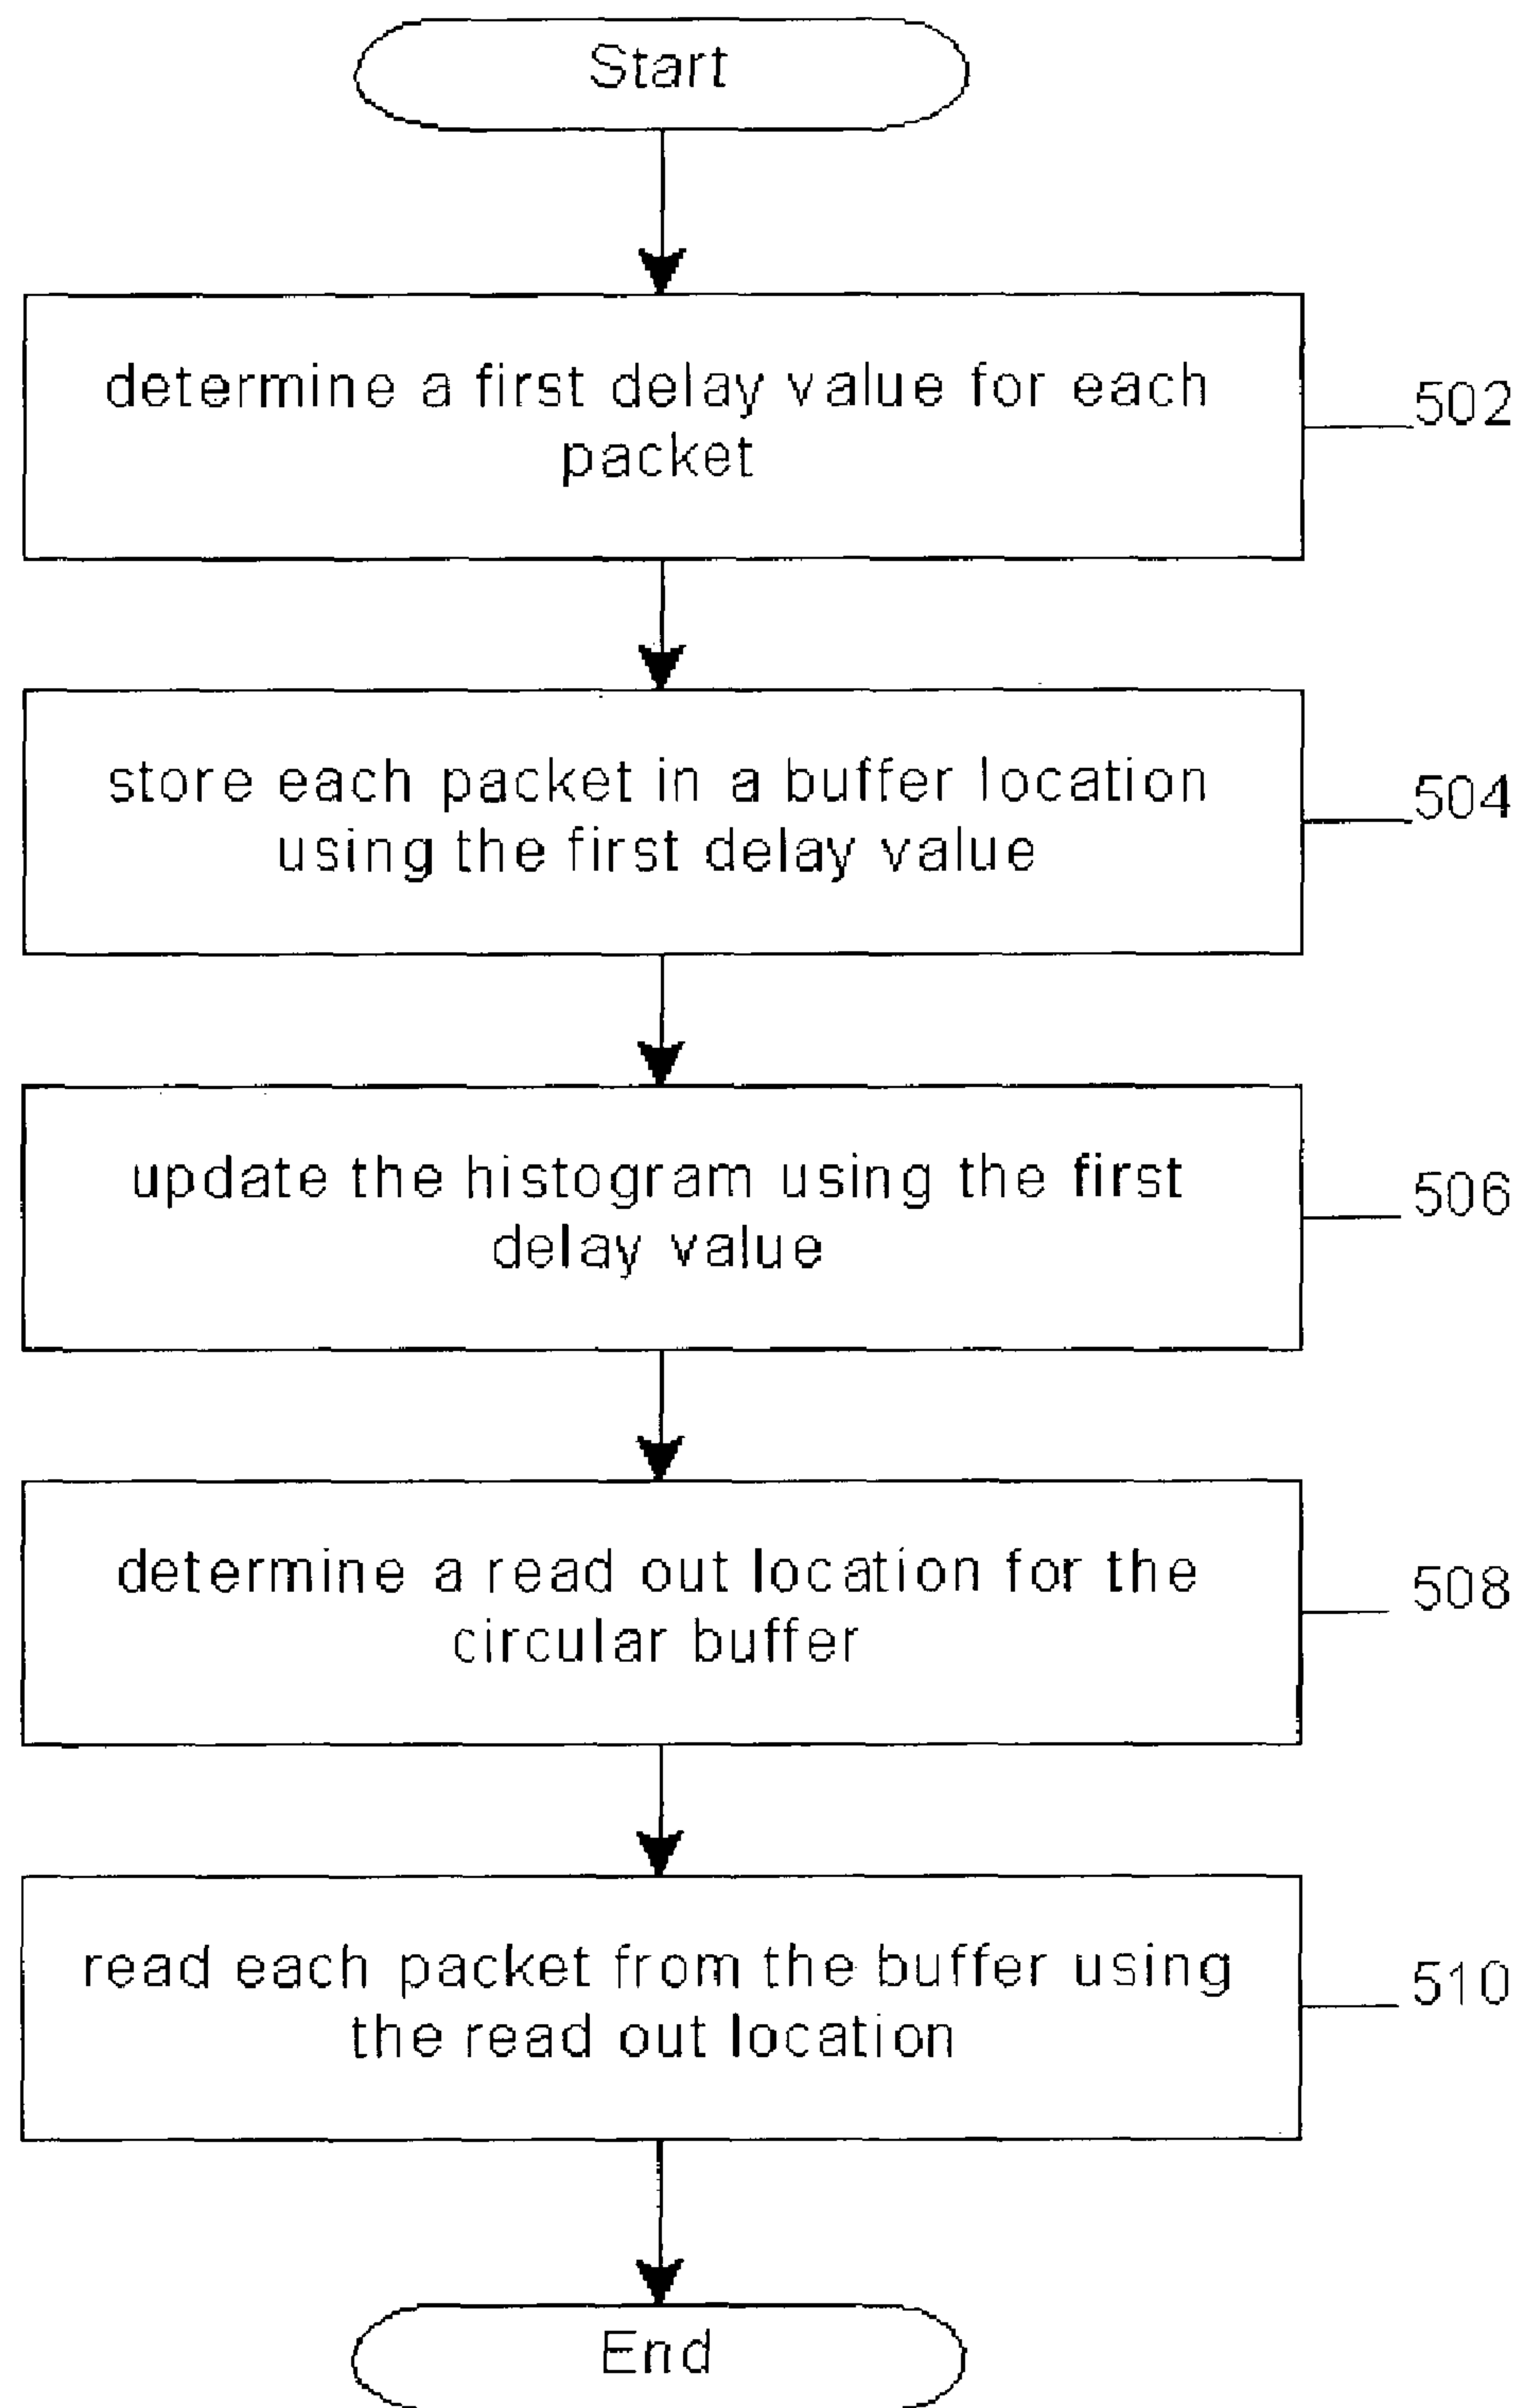 Start
determine a first delay value for each
packet
502
store each packet in a buffer location
using the first delay value
504
update the histogram using the first
delay value
506
determine a read out location for the
circular buffer
508
read each packet from the buffer using
the read out location
510
End